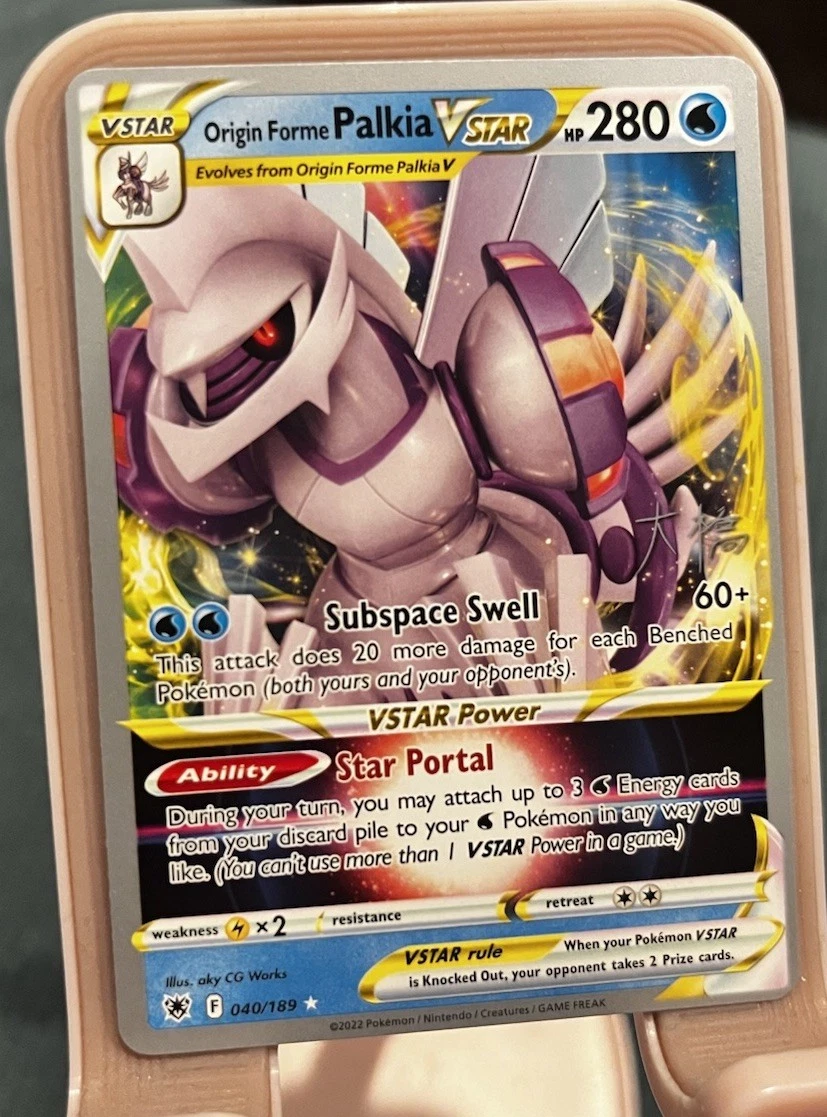 VSTAR
Origin Forme Palkia VSTAR HP 280
Evolves from Origin Forme Palkia V
大
Subspace Swell 60+
This attack does 20 more damage for each Benched
Pokémon (both yours and your opponent's).
VSTAR Power
Ability Star Portal
During your turn, you may attach up to 3 Energy cards
from your discard pile to your Pokémon in any way you
like. (You can't use more than 1 VSTAR Power in a game.)
weakness ×2 resistance retreat
VSTAR rule When your Pokémon VSTAR
is Knocked Out, your opponent takes 2 Prize cards.
Illus. aky CG Works
F 040/189
©2022 Pokémon / Nintendo / Creatures / GAME FREAK